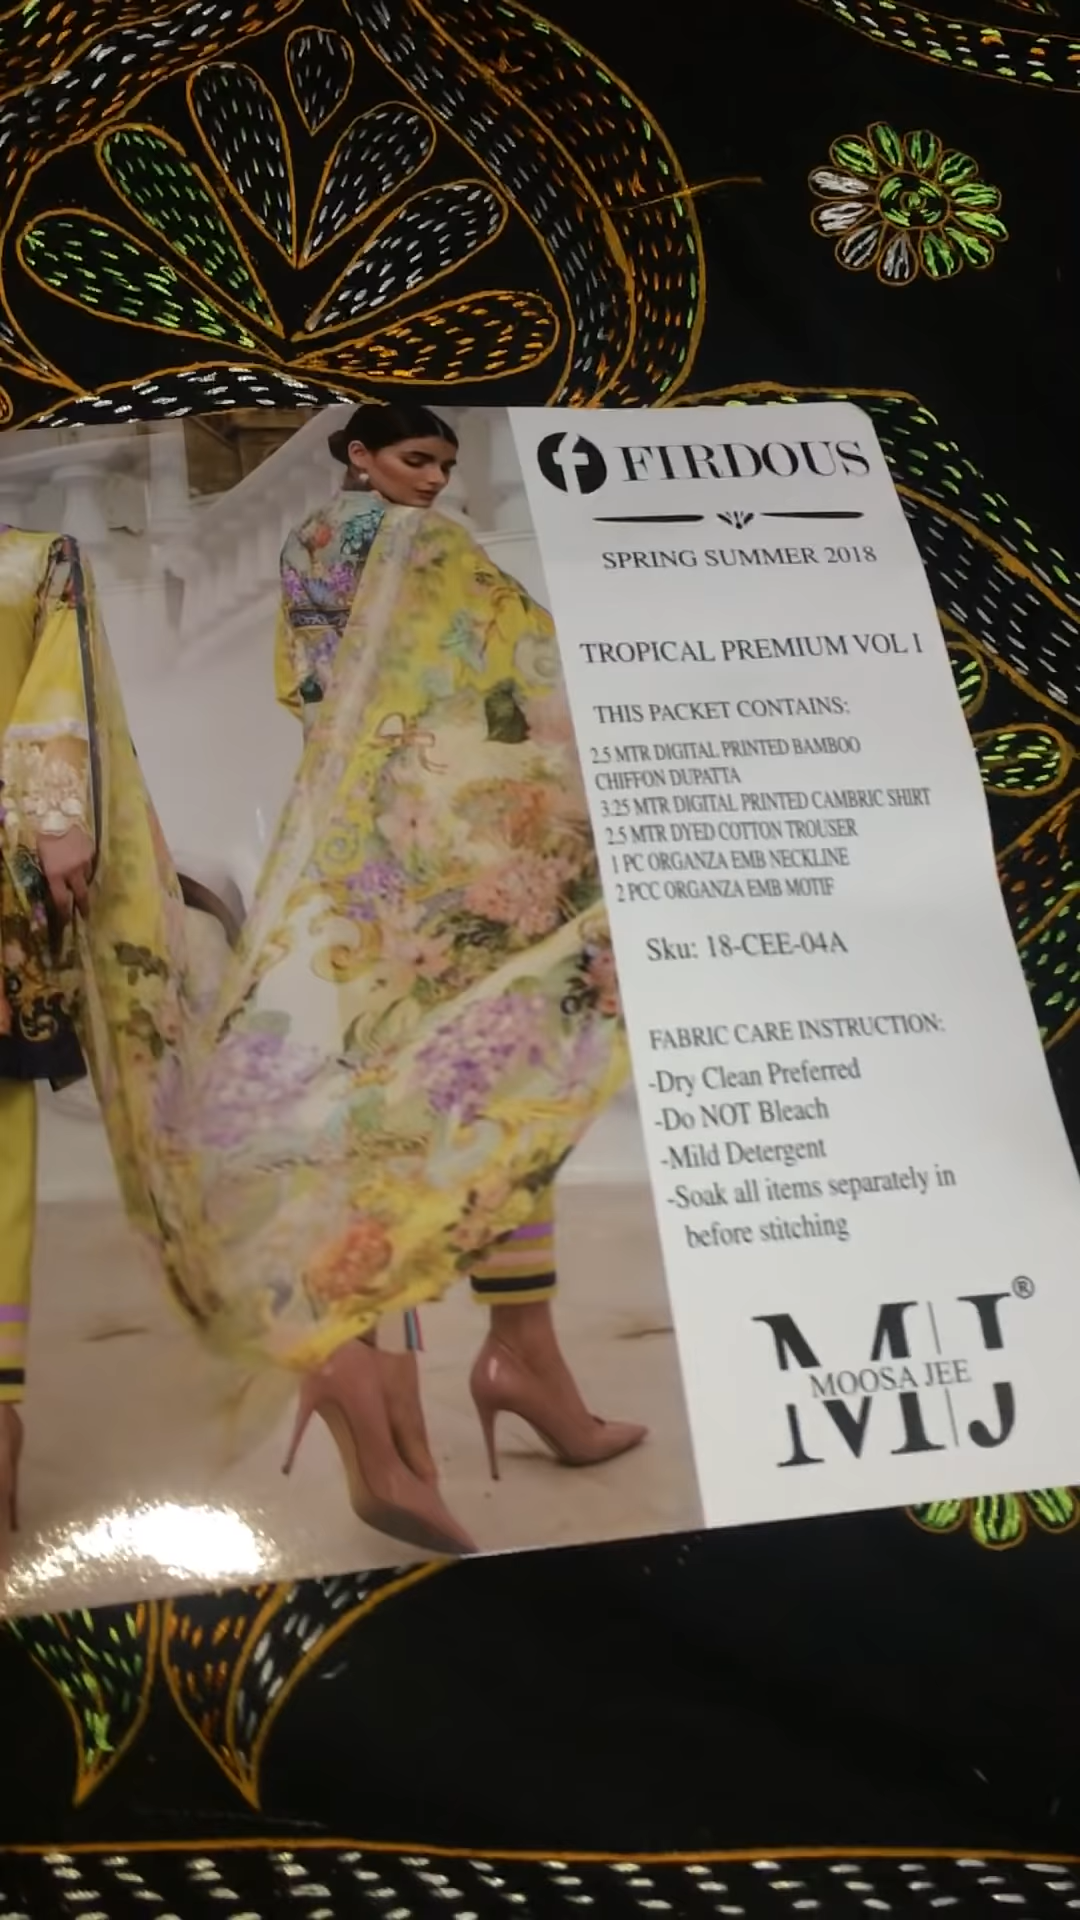 f FIRDOUS
SPRING SUMMER 2018
TROPICAL PREMIUM VOL I
THIS PACKET CONTAINS:
2.5 MTR DIGITAL PRINTED BAMBOO
CHIFFON DUPATTA
3.25 MTR DIGITAL PRINTED CAMBRIC SHIRT
2.5 MTR DYED COTTON TROUSER
1 PC ORGANZA EMB NECKLINE
2 PCC ORGANZA EMB MOTIF
Sku: 18-CEE-04A
FABRIC CARE INSTRUCTION:
-Dry Clean Preferred
-Do NOT Bleach
-Mild Detergent
-Soak all items separately in
before stitching
MJ®
MOOSA JEE